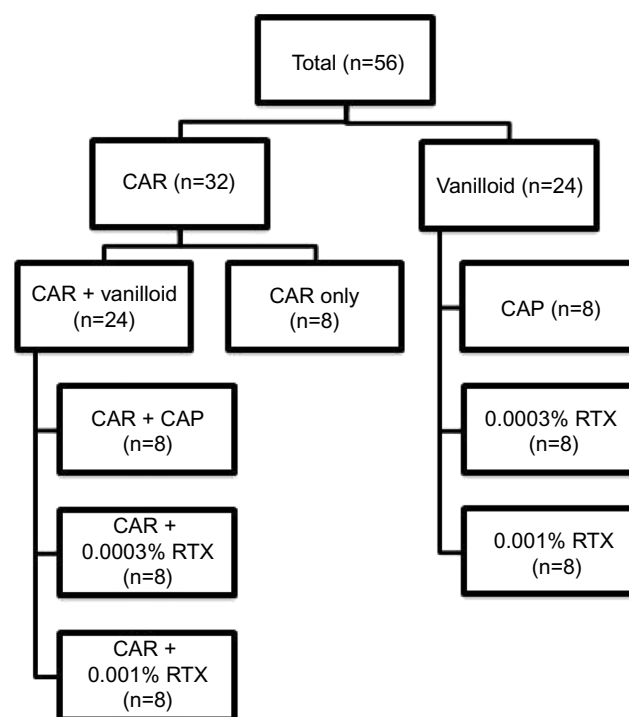 Total (n=56)
CAR (n=32)
Vanilloid (n=24)
CAR + vanilloid
(n=24)
CAR only
(n=8)
CAP (n=8)
CAR + CAP
(n=8)
0.0003% RTX
(n=8)
CAR +
0.0003% RTX
(n=8)
0.001% RTX
(n=8)
CAR +
0.001% RTX
(n=8)